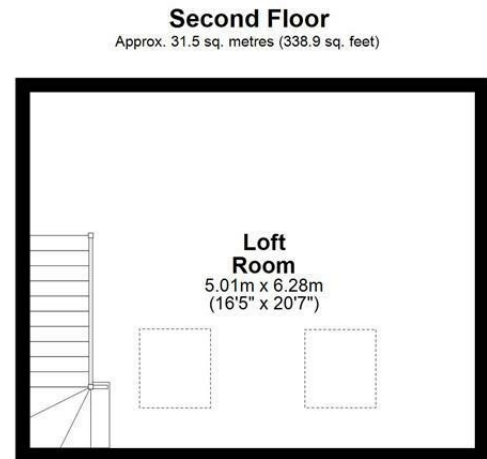 Second Floor
Approx. 31.5 sq. metres (338.9 sq. feet)
Loft
Room
5.01m x 6.28m
(16'5" x 20'7")